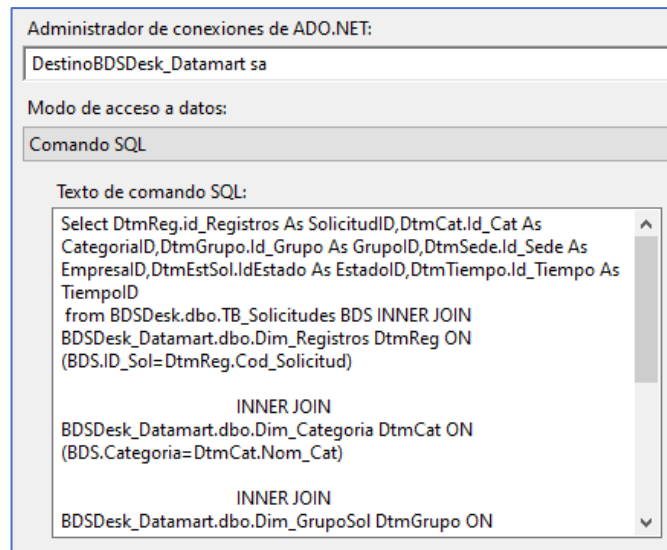 Administrador de conexiones de ADO.NET:
DestinoBDSDesk_Datamart sa
Modo de acceso a datos:
Comando SQL
Texto de comando SQL:
Select DtmReg.id_Registros As SolicitudID,DtmCat.Id_Cat As
CategoriaID,DtmGrupo.Id_Grupo As GrupoID,DtmSede.Id_Sede As
EmpresaID,DtmEstSol.IdEstado As EstadoID,DtmTiempo.Id_Tiempo As
TiempoID
from BDSDesk.dbo.TB_Solicitudes BDS INNER JOIN
BDSDesk_Datamart.dbo.Dim_Registros DtmReg ON
(BDS.ID_Sol=DtmReg.Cod_Solicitud)
INNER JOIN
BDSDesk_Datamart.dbo.Dim_Categoria DtmCat ON
(BDS.Categoria=DtmCat.Nom_Cat)
INNER JOIN
BDSDesk_Datamart.dbo.Dim_GrupoSol DtmGrupo ON